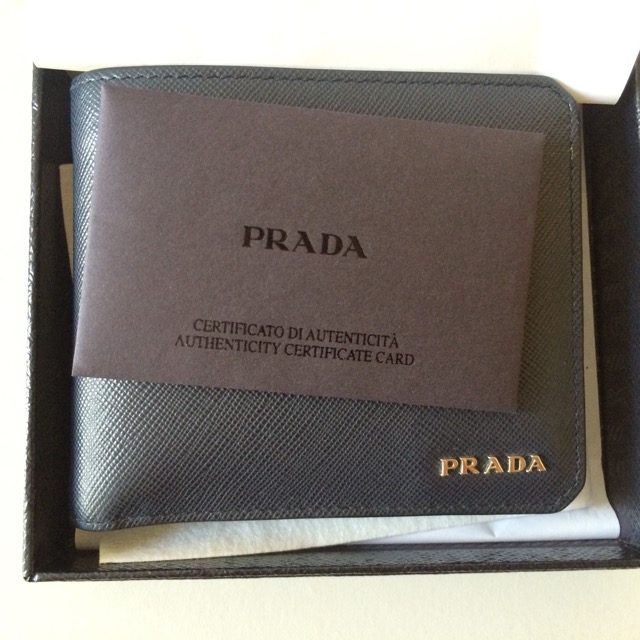 PRADA
CERTIFICATO DI AUTENTICITÀ
AUTHENTICITY CERTIFICATE CARD
PRADA